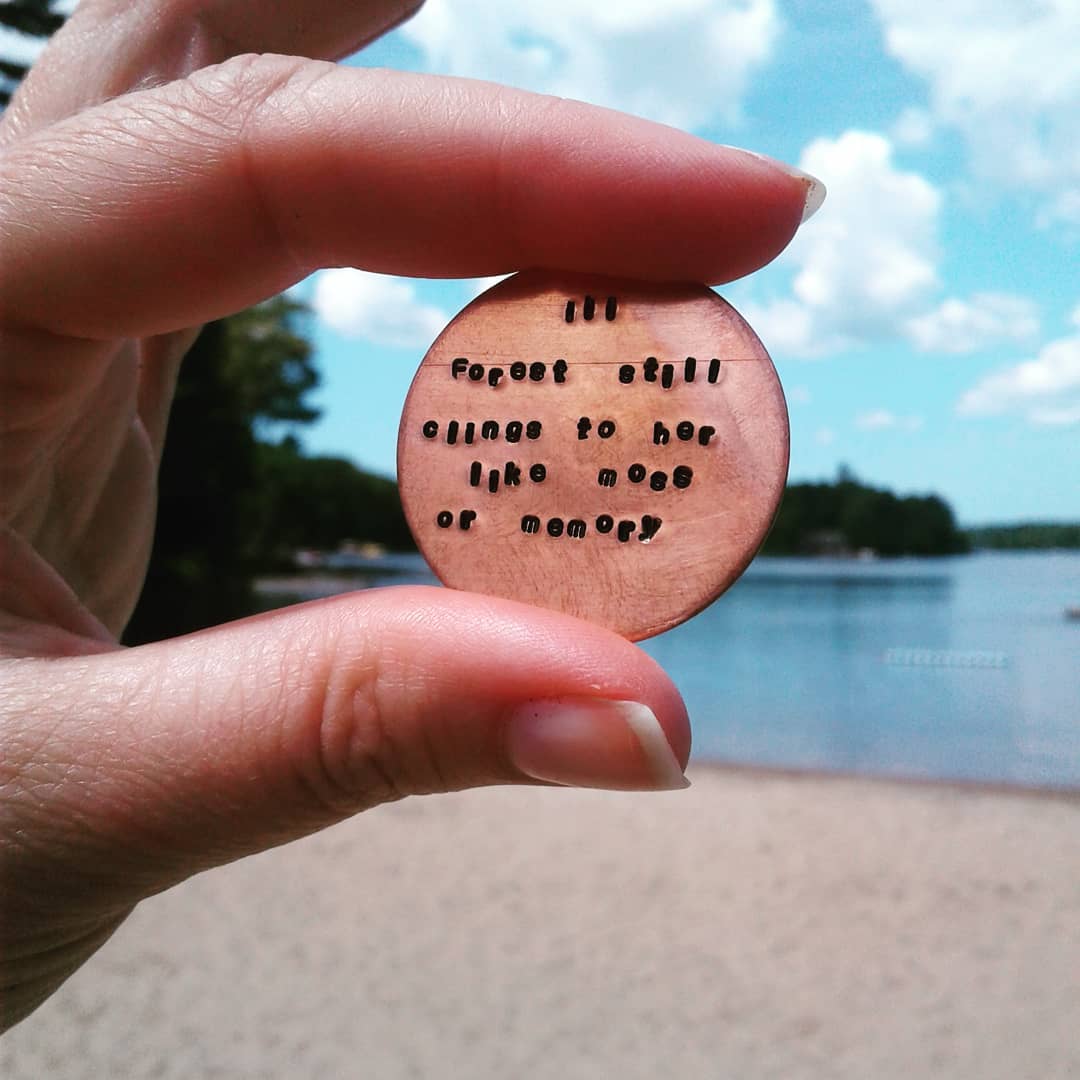 iii
Forest still
clings to her
like moss
or memory